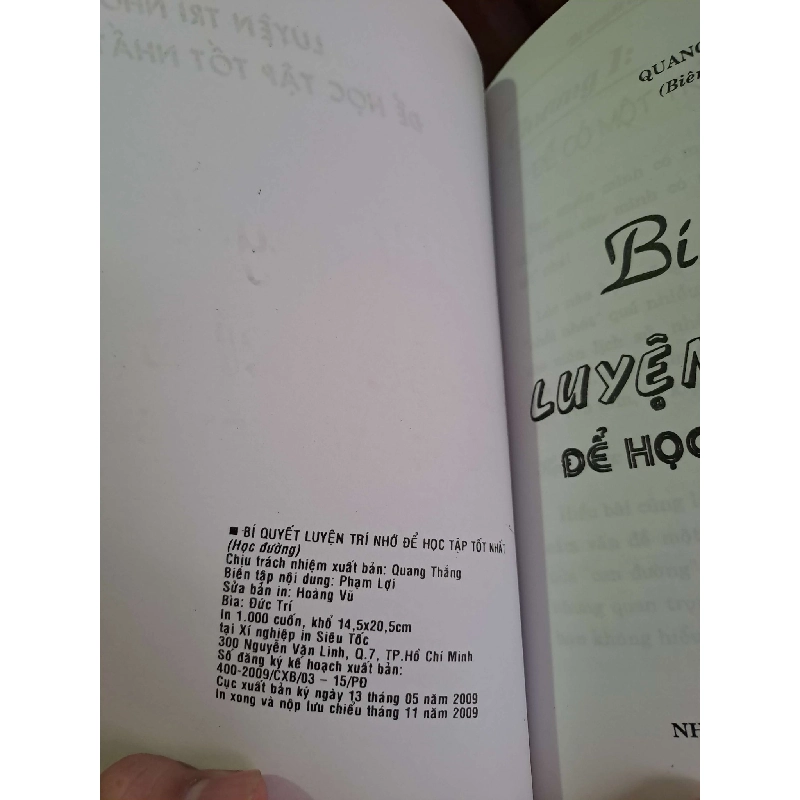 ■ BÍ QUYẾT LUYỆN TRÍ NHỚ ĐỂ HỌC TẬP TỐT NHẤT
(Học đường)
Chịu trách nhiệm xuất bản: Quang Thắng
Biên tập nội dung: Phạm Lợi
Sửa bản in: Hoàng Vũ
Bìa: Đức Trí
In 1.000 cuốn, khổ 14,5x20,5cm
tại Xí nghiệp in Siêu Tốc
300 Nguyễn Văn Linh, Q.7, TP.Hồ Chí Minh
Số đăng ký kế hoạch xuất bản:
400-2009/CXB/03 – 15/PĐ
Cục xuất bản ký ngày 13 tháng 05 năm 2009
In xong và nộp lưu chiểu tháng 11 năm 2009
QUANG
(Biên
Bí
LUYỆN
ĐỂ HỌC
NH